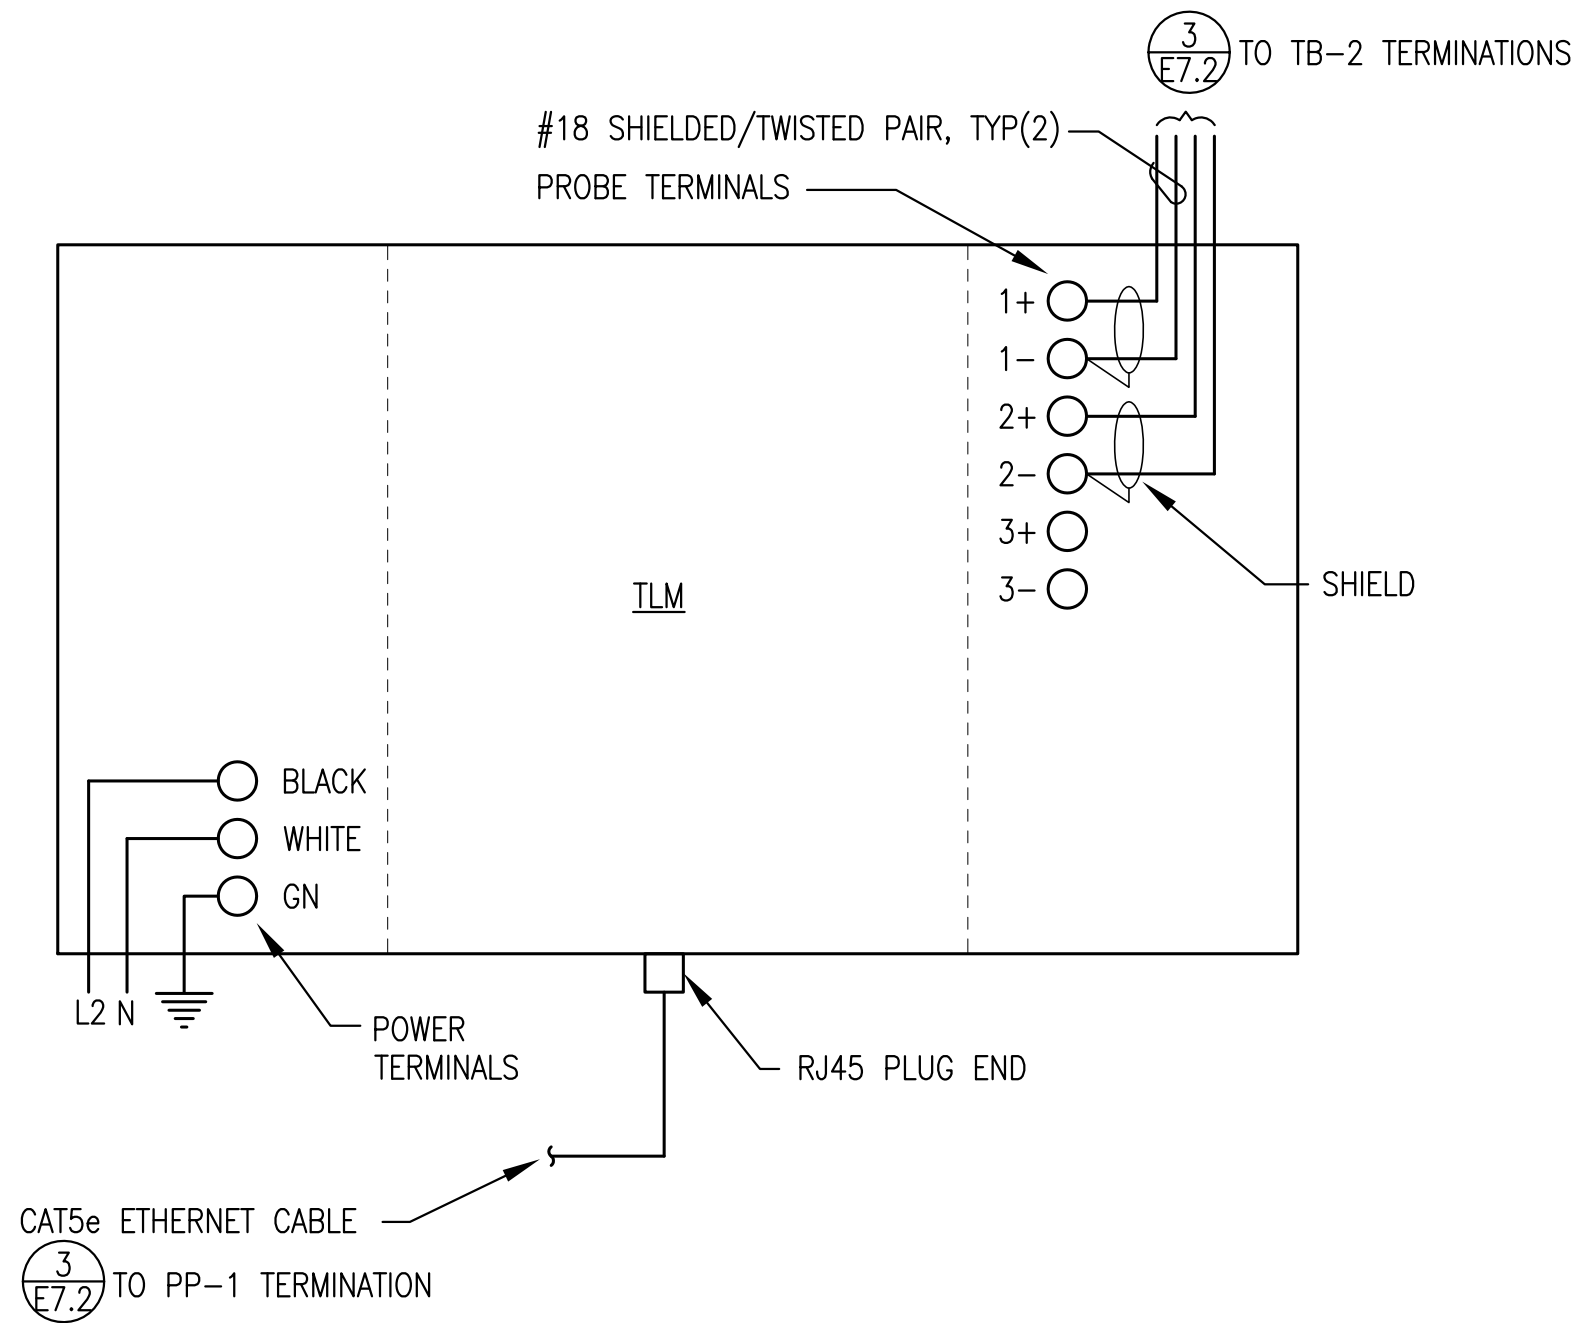 3
E7.2
TO TB-2 TERMINATIONS
#18 SHIELDED/TWISTED PAIR, TYP(2)
PROBE TERMINALS
1+
1-
2+
2-
3+
3-
SHIELD
TLM
BLACK
WHITE
GN
L2 N
POWER
TERMINALS
RJ45 PLUG END
CAT5e ETHERNET CABLE
3
E7.2
TO PP-1 TERMINATION